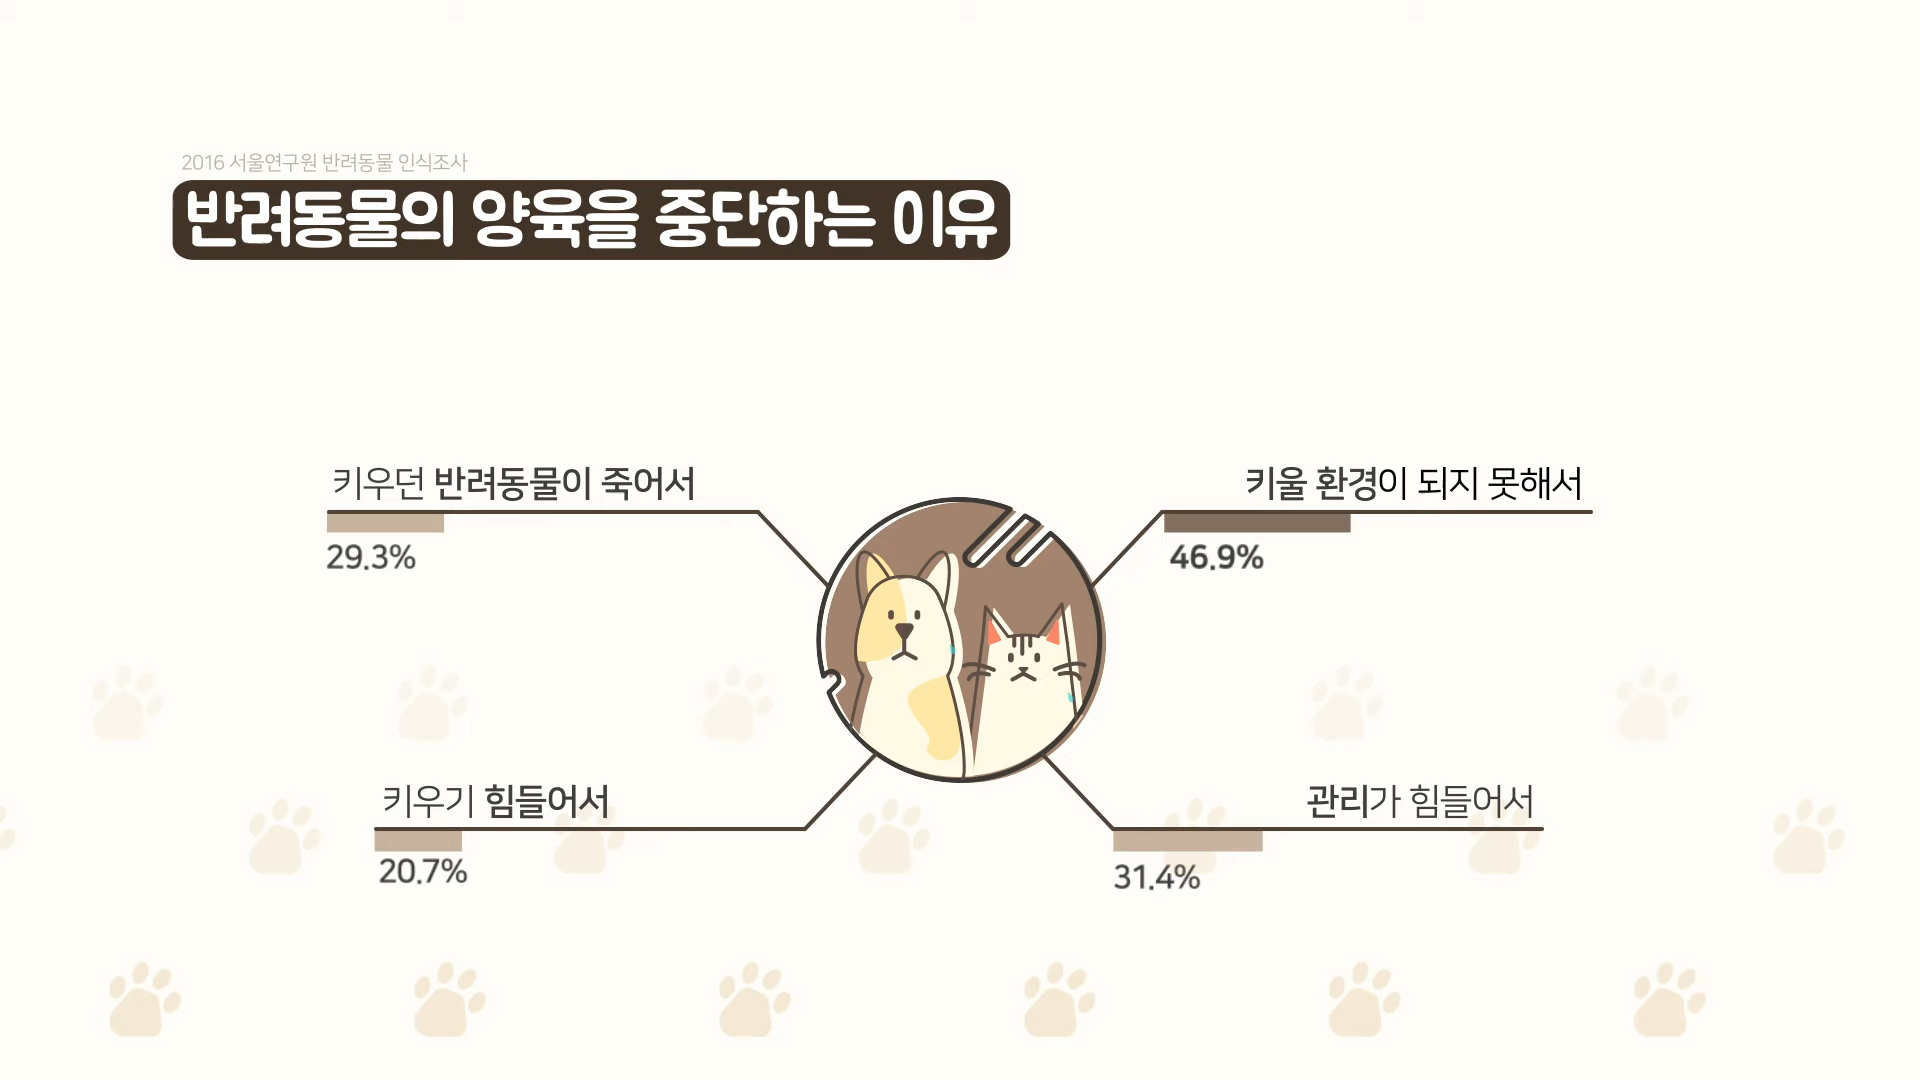 2016 서울연구원 반려동물 인식조사
반려동물의 양육을 중단하는 이유
키우던 반려동물이 죽어서
29.3%
키울 환경이 되지 못해서
46.9%
키우기 힘들어서
20.7%
관리가 힘들어서
31.4%